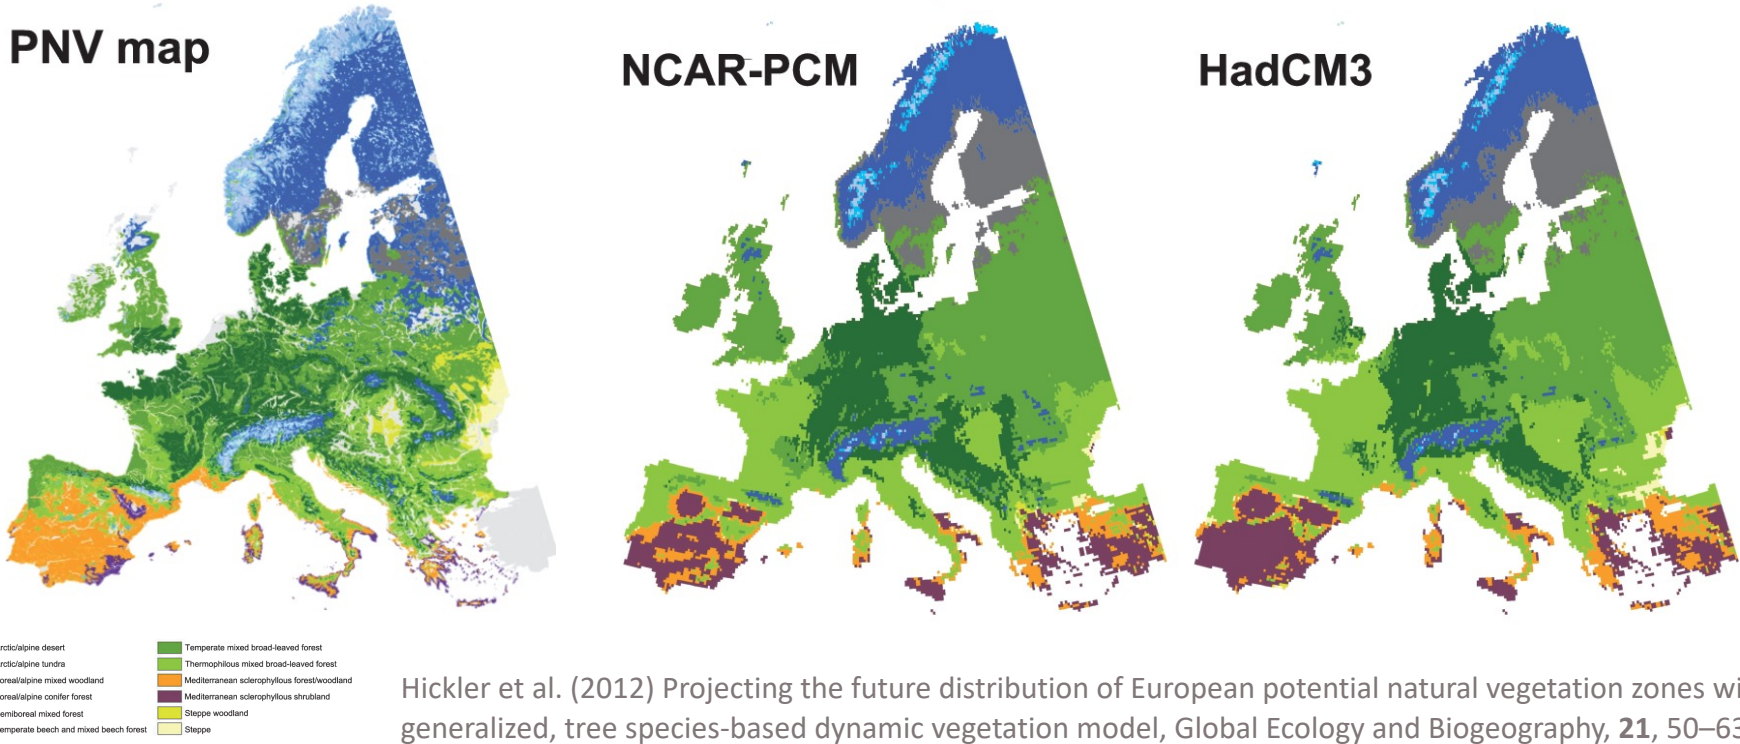 PNV map
NCAR-PCM
HadCM3
rctic/alpine desert
rctic/alpine tundra
oreal/alpine mixed woodland
oreal/alpine conifer forest
emiboreal mixed forest
emperate beech and mixed beech forest
Temperate mixed broad-leaved forest
Thermophilous mixed broad-leaved forest
Mediterranean sclerophyllous forest/woodland
Mediterranean sclerophyllous shrubland
Steppe woodland
Steppe
Hickler et al. (2012) Projecting the future distribution of European potential natural vegetation zones wi
generalized, tree species-based dynamic vegetation model, Global Ecology and Biogeography, 21, 50–63